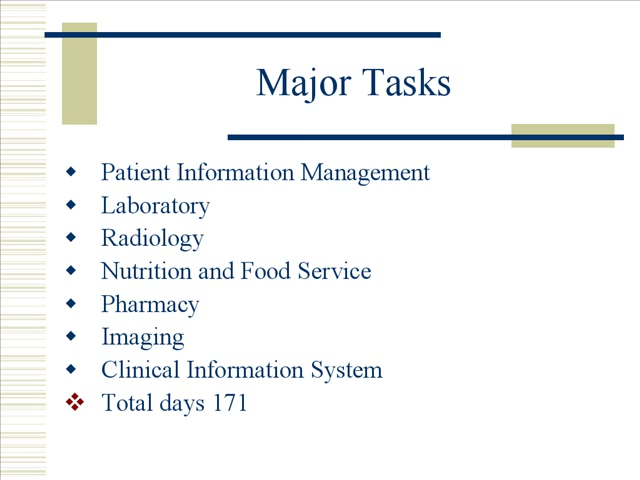 Major Tasks
Patient Information Management
Laboratory
Radiology
Nutrition and Food Service
Pharmacy
Imaging
Clinical Information System
Total days 171